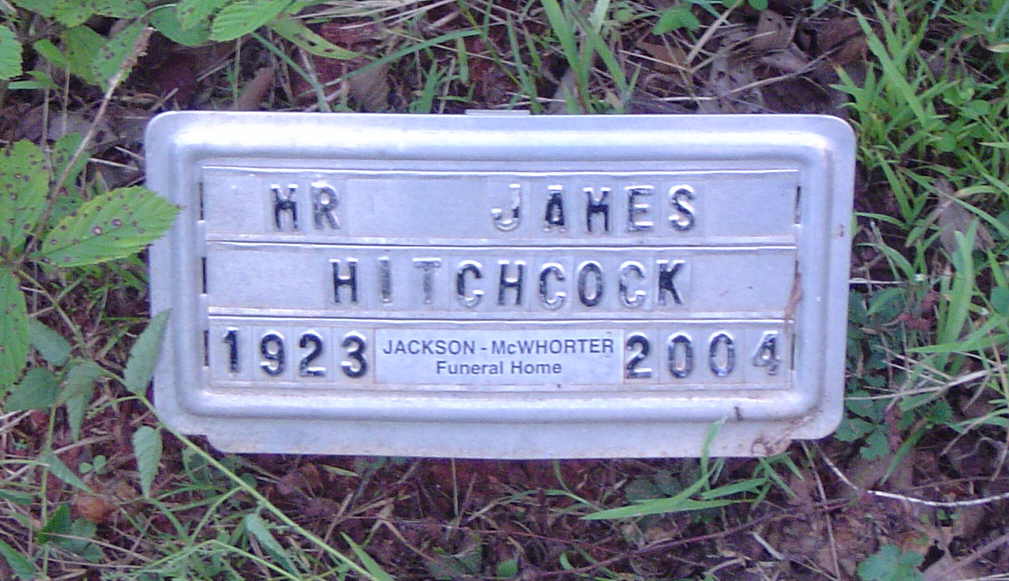 MR JAMES
HITCHCOCK
1923 JACKSON - McWHORTER 2004
Funeral Home